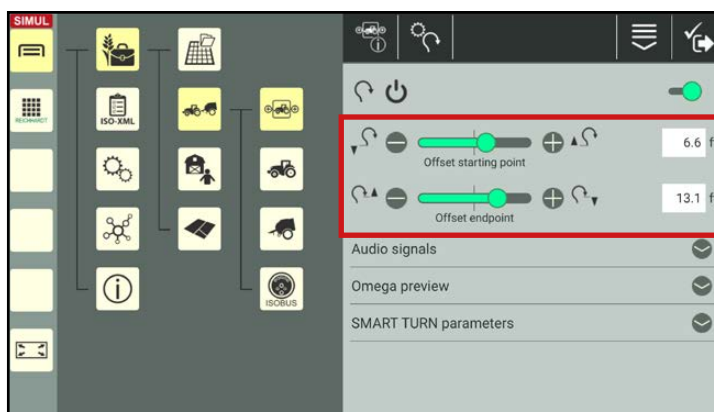 SIMUL
REICHHARDT
ISO-XML
ISOBUS
Offset starting point
6.6 f
Offset endpoint
13.1 f
Audio signals
Omega preview
SMART TURN parameters